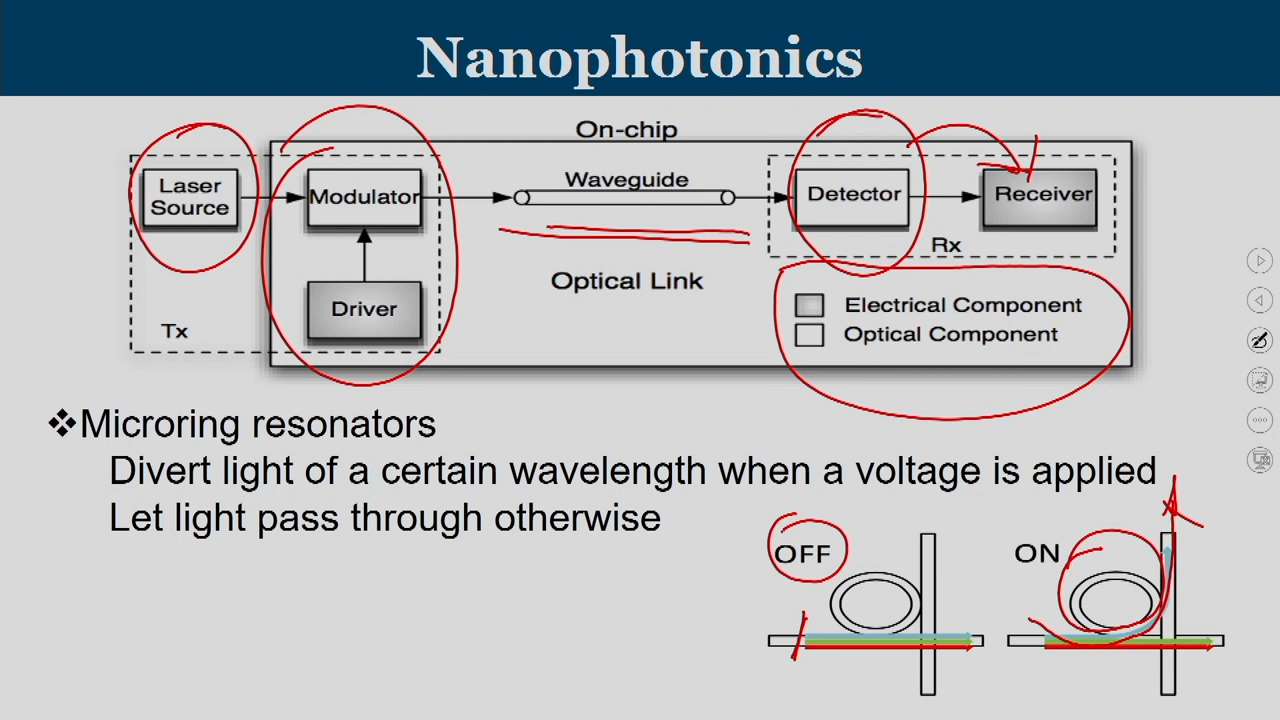 Nanophotonics
On-chip
Laser
Source
Modulator
Waveguide
Detector
Receiver
Rx
Optical Link
Driver
Tx
Electrical Component
Optical Component
❖Microring resonators
Divert light of a certain wavelength when a voltage is applied
Let light pass through otherwise
OFF
ON